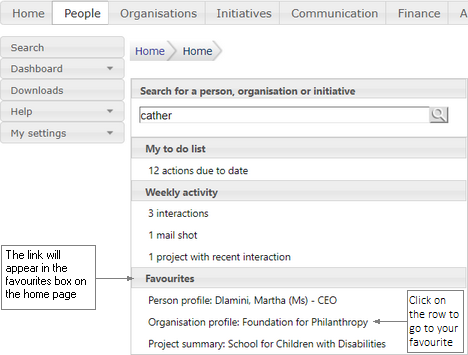 Home People Organisations Initiatives Communication Finance A
Search
Dashboard
Downloads
Help
My settings
Home Home
Search for a person, organisation or initiative
cather
My to do list
12 actions due to date
Weekly activity
3 interactions
1 mail shot
1 project with recent interaction
The link will
appear in the
favourites box on
the home page
Favourites
Person profile: Dlamini, Martha (Ms) - CEO
Organisation profile: Foundation for Philanthropy
Project summary: School for Children with Disabilities
Click on
the row to
go to your
favourite